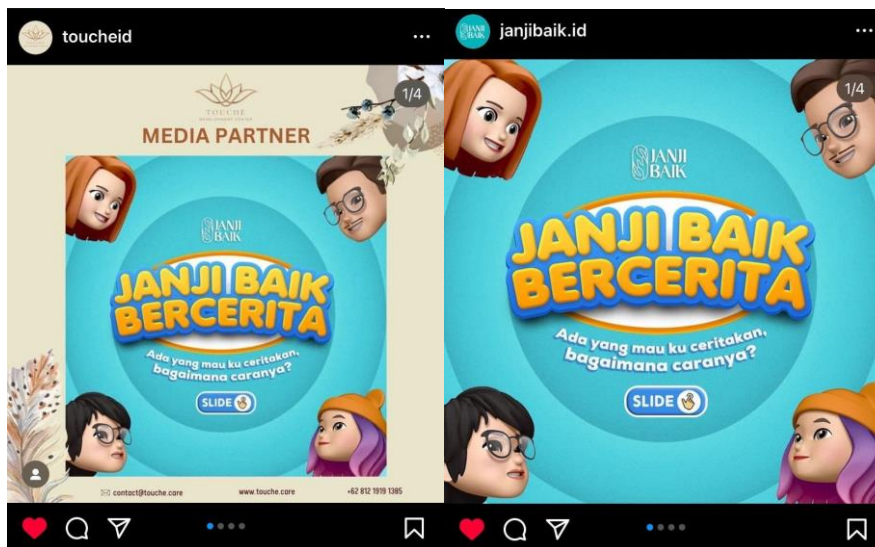 toucheid
1/4
TOUCHÉ
DEVELOPMENT CENTER
MEDIA PARTNER
JANJI
BAIK
JANJI BAIK
BERCERITA
Ada yang mau ku ceritakan,
bagaimana caranya?
SLIDE
contact@touche.care www.touche.care +62 812 1919 1385
janjibaik.id
1/4
JANJI
BAIK
JANJI BAIK
BERCERITA
Ada yang mau ku ceritakan,
bagaimana caranya?
SLIDE